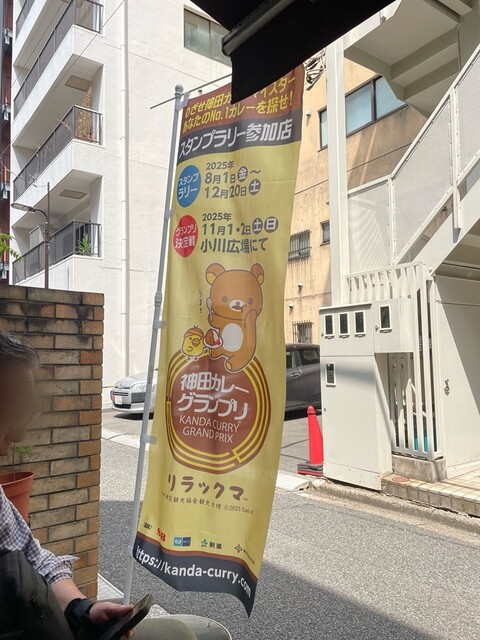 めざせ神田カレーマイスター
あなたのNo.1カレーを探せ!
スタンプラリー参加店
スタンプ
ラリー
2025年
8月1日金〜
12月20日土
グランプリ
決定戦
2025年
11月1・2日土日
小川広場にて
神田カレー
グランプリ
KANDA CURRY
GRAND PRIX
リラックマ
S&B
https://kanda-curry.com